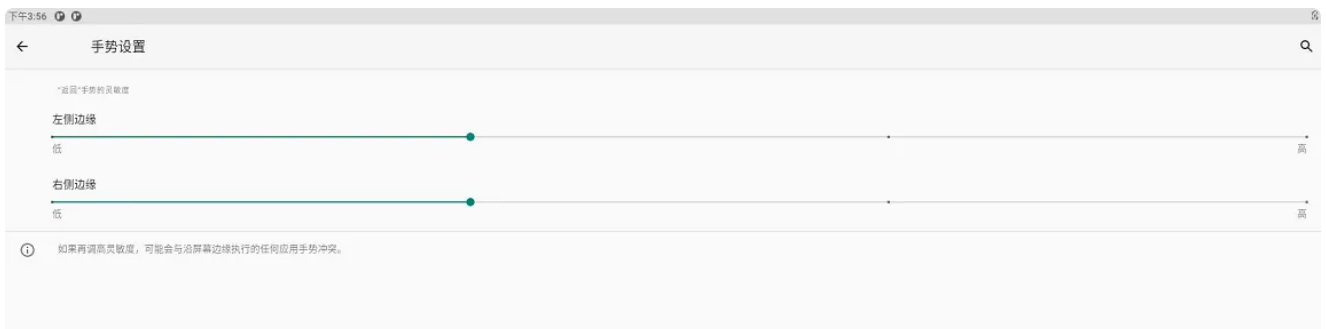 下午3:56
手势设置
“返回”手势的灵敏度
左侧边缘
低 高
右侧边缘
低 高
如果再调高灵敏度，可能会与沿屏幕边缘执行的任何应用手势冲突。